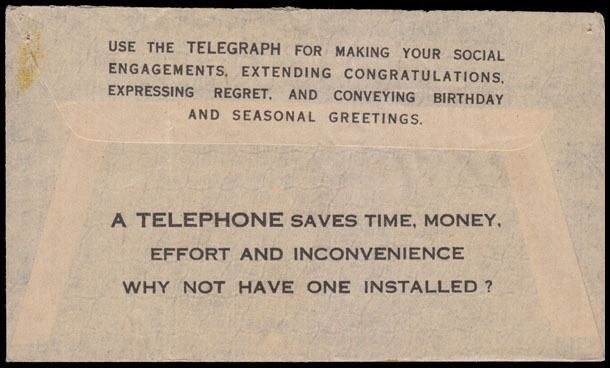 USE THE TELEGRAPH FOR MAKING YOUR SOCIAL
ENGAGEMENTS, EXTENDING CONGRATULATIONS,
EXPRESSING REGRET, AND CONVEYING BIRTHDAY
AND SEASONAL GREETINGS.
A TELEPHONE SAVES TIME, MONEY,
EFFORT AND INCONVENIENCE
WHY NOT HAVE ONE INSTALLED?